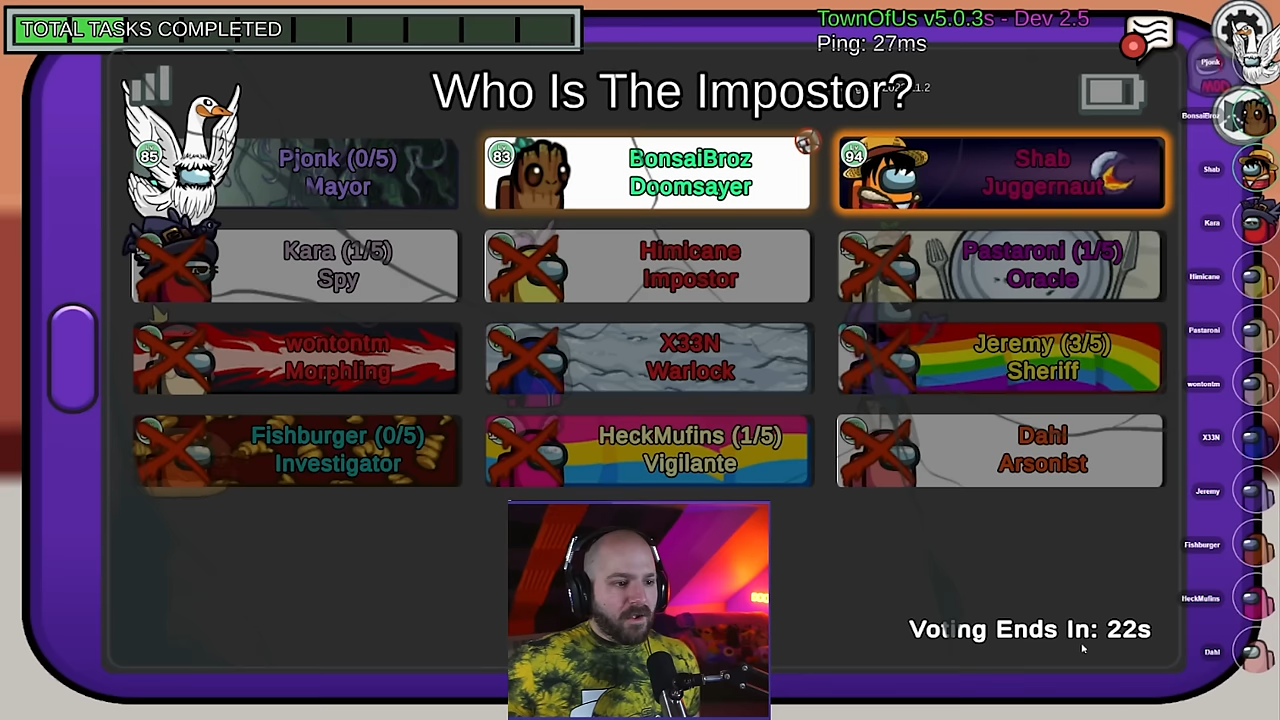 TOTAL TASKS COMPLETED
TownOfUs v5.0.3s - Dev 2.5
Ping: 27ms
Who Is The Impostor?
85
Pjonk (0/5)
Mayor
83
BonsaiBroz
Doomsayer
94
Shab
Juggernaut
Kara (1/5)
Spy
Himicane
Impostor
Pastaroni (1/5)
Oracle
wontontm
Morphling
X33N
Warlock
Jeremy (3/5)
Sheriff
Fishburger (0/5)
Investigator
HeckMufins (1/5)
Vigilante
Dahl
Arsonist
Voting Ends In: 22s
Pjonk
MOD
BonsaiBroz
Shab
Kara
Himicane
Pastaroni
wontontm
X33N
Jeremy
Fishburger
HeckMufins
Dahl